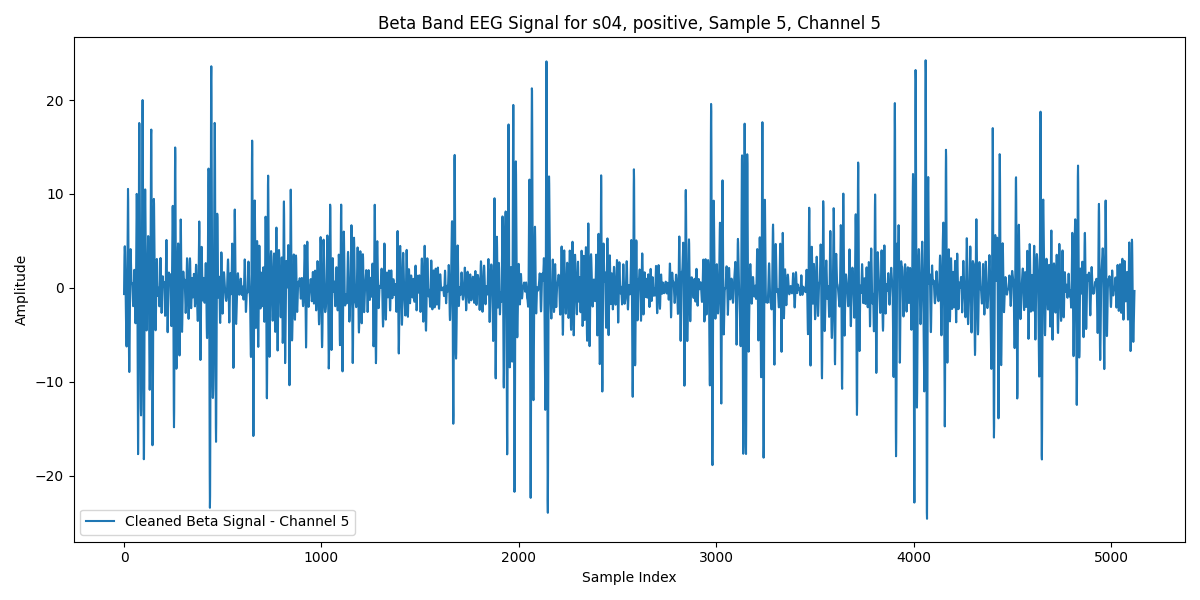 Beta Band EEG Signal for s04, positive, Sample 5, Channel 5
Amplitude
20
10
0
−10
−20
Cleaned Beta Signal - Channel 5
0 1000 2000 3000 4000 5000
Sample Index